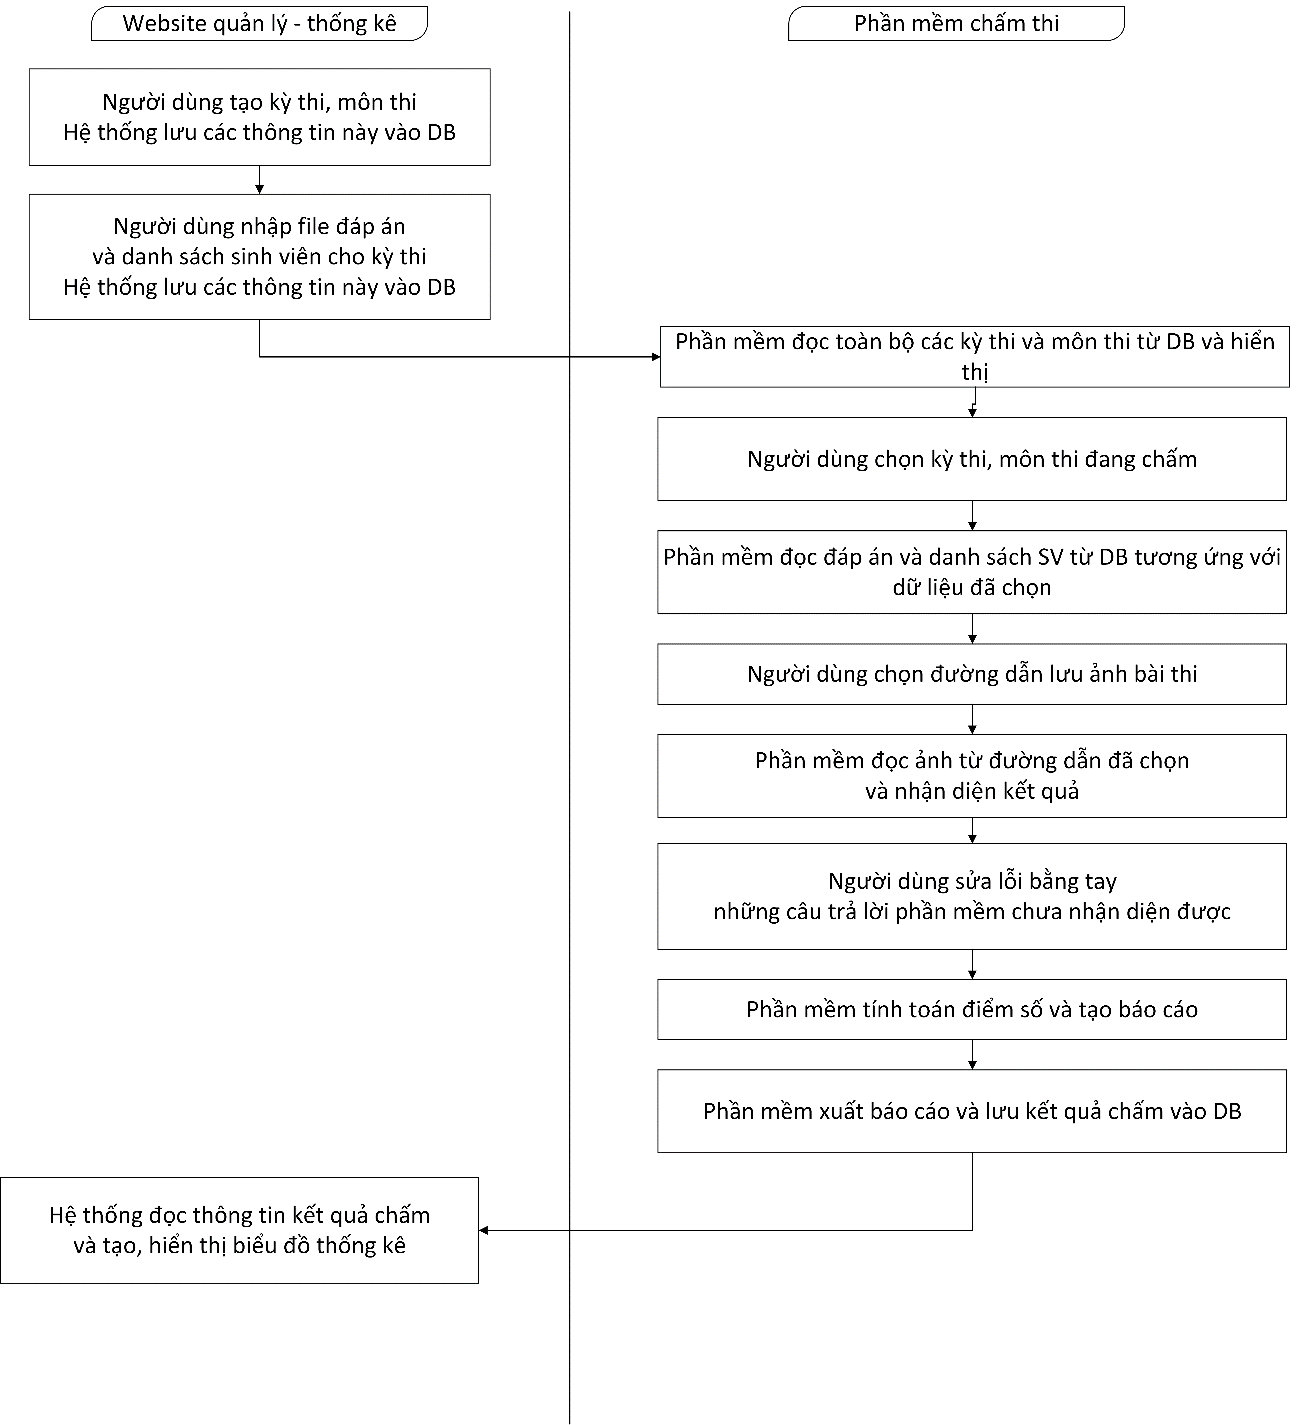 Website quản lý - thống kê
Phần mềm chấm thi
Người dùng tạo kỳ thi, môn thi
Hệ thống lưu các thông tin này vào DB
Người dùng nhập file đáp án
và danh sách sinh viên cho kỳ thi
Hệ thống lưu các thông tin này vào DB
Phần mềm đọc toàn bộ các kỳ thi và môn thi từ DB và hiển
thị
Người dùng chọn kỳ thi, môn thi đang chấm
Phần mềm đọc đáp án và danh sách SV từ DB tương ứng với
dữ liệu đã chọn
Người dùng chọn đường dẫn lưu ảnh bài thi
Phần mềm đọc ảnh từ đường dẫn đã chọn
và nhận diện kết quả
Người dùng sửa lỗi bằng tay
những câu trả lời phần mềm chưa nhận diện được
Phần mềm tính toán điểm số và tạo báo cáo
Phần mềm xuất báo cáo và lưu kết quả chấm vào DB
Hệ thống đọc thông tin kết quả chấm
và tạo, hiển thị biểu đồ thống kê